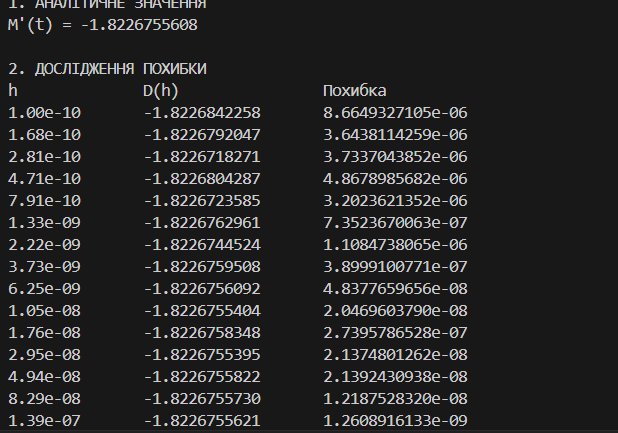 1. АНАЛІТИЧНЕ ЗНАЧЕННЯ
M'(t) = -1.8226755608
2. ДОСЛІДЖЕННЯ ПОХИБКИ
h D(h) Похибка
1.00e-10 -1.8226842258 8.6649327105e-06
1.68e-10 -1.8226792047 3.6438114259e-06
2.81e-10 -1.8226718271 3.7337043852e-06
4.71e-10 -1.8226804287 4.8678985682e-06
7.91e-10 -1.8226723585 3.2023621352e-06
1.33e-09 -1.8226762961 7.3523670063e-07
2.22e-09 -1.8226744524 1.1084738065e-06
3.73e-09 -1.8226759508 3.8999100771e-07
6.25e-09 -1.8226756092 4.8377659656e-08
1.05e-08 -1.8226755404 2.0469603790e-08
1.76e-08 -1.8226758348 2.7395786528e-07
2.95e-08 -1.8226755395 2.1374801262e-08
4.94e-08 -1.8226755822 2.1392430938e-08
8.29e-08 -1.8226755730 1.2187528320e-08
1.39e-07 -1.8226755621 1.2608916133e-09